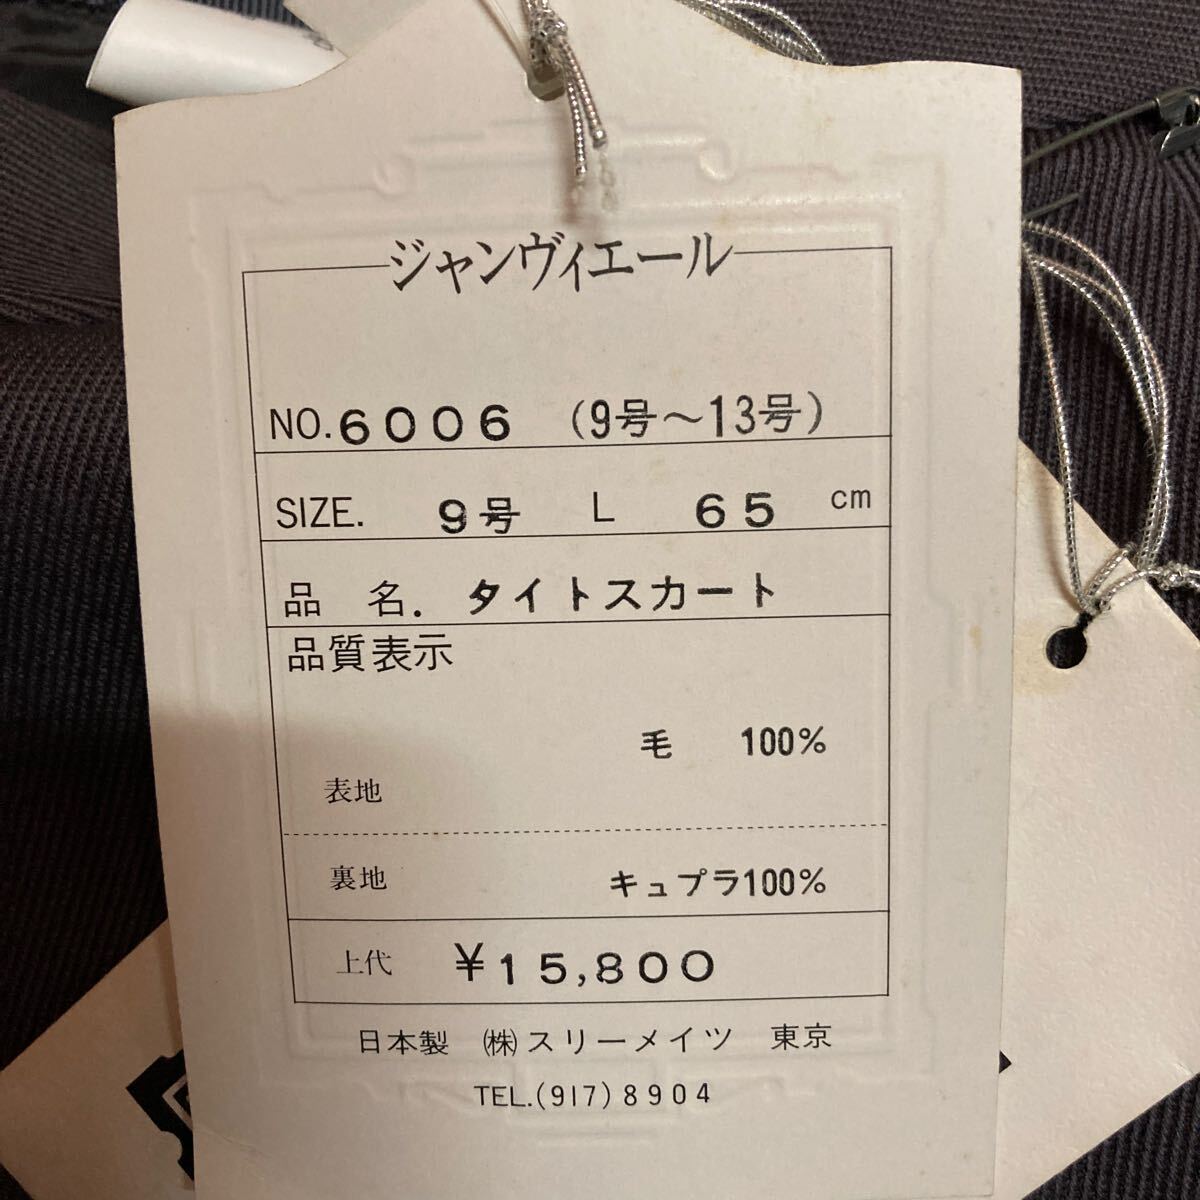 ジャンヴィエール
NO.6006 (9号～13号)
SIZE. 9号 L 65 cm
品 名. タイトスカート
品質表示
毛 100%
表地
裏地 キュプラ100%
上代 ¥15,800
日本製 ㈱スリーメイツ 東京
TEL.(917)8904